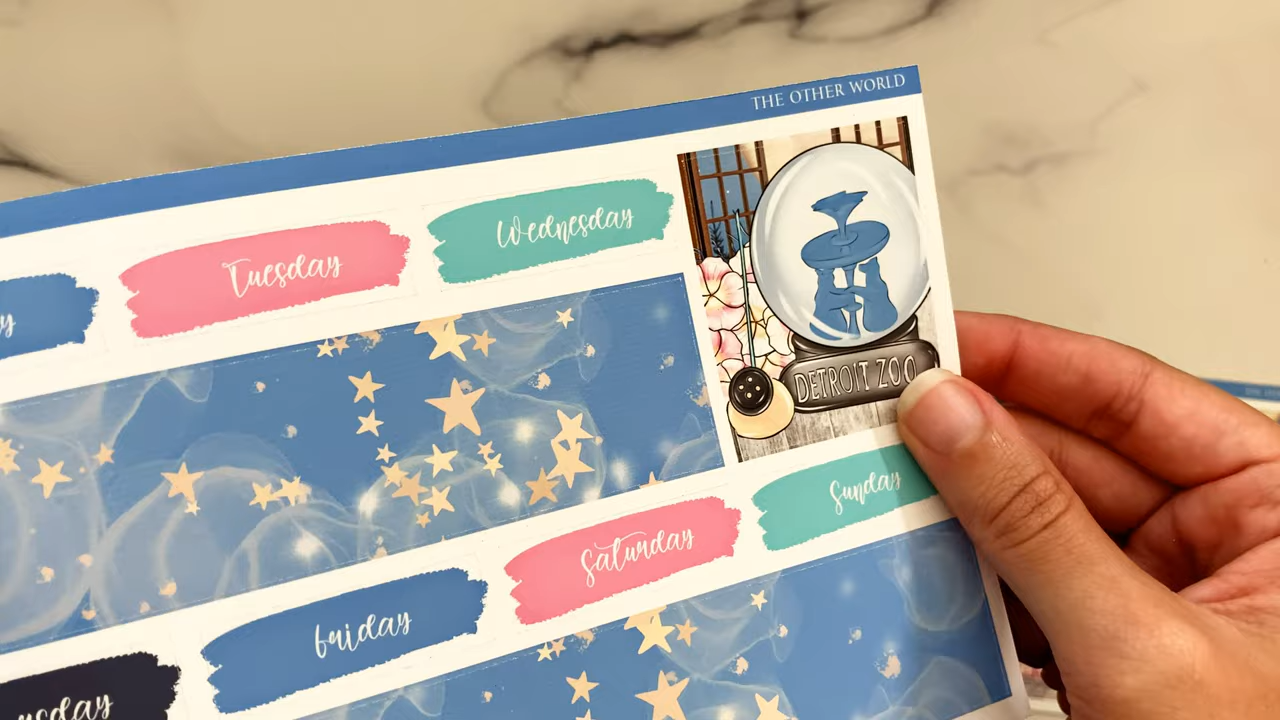 THE OTHER WORLD
Tuesday
Wednesday
DETROIT ZOO
Sunday
Saturday
Friday